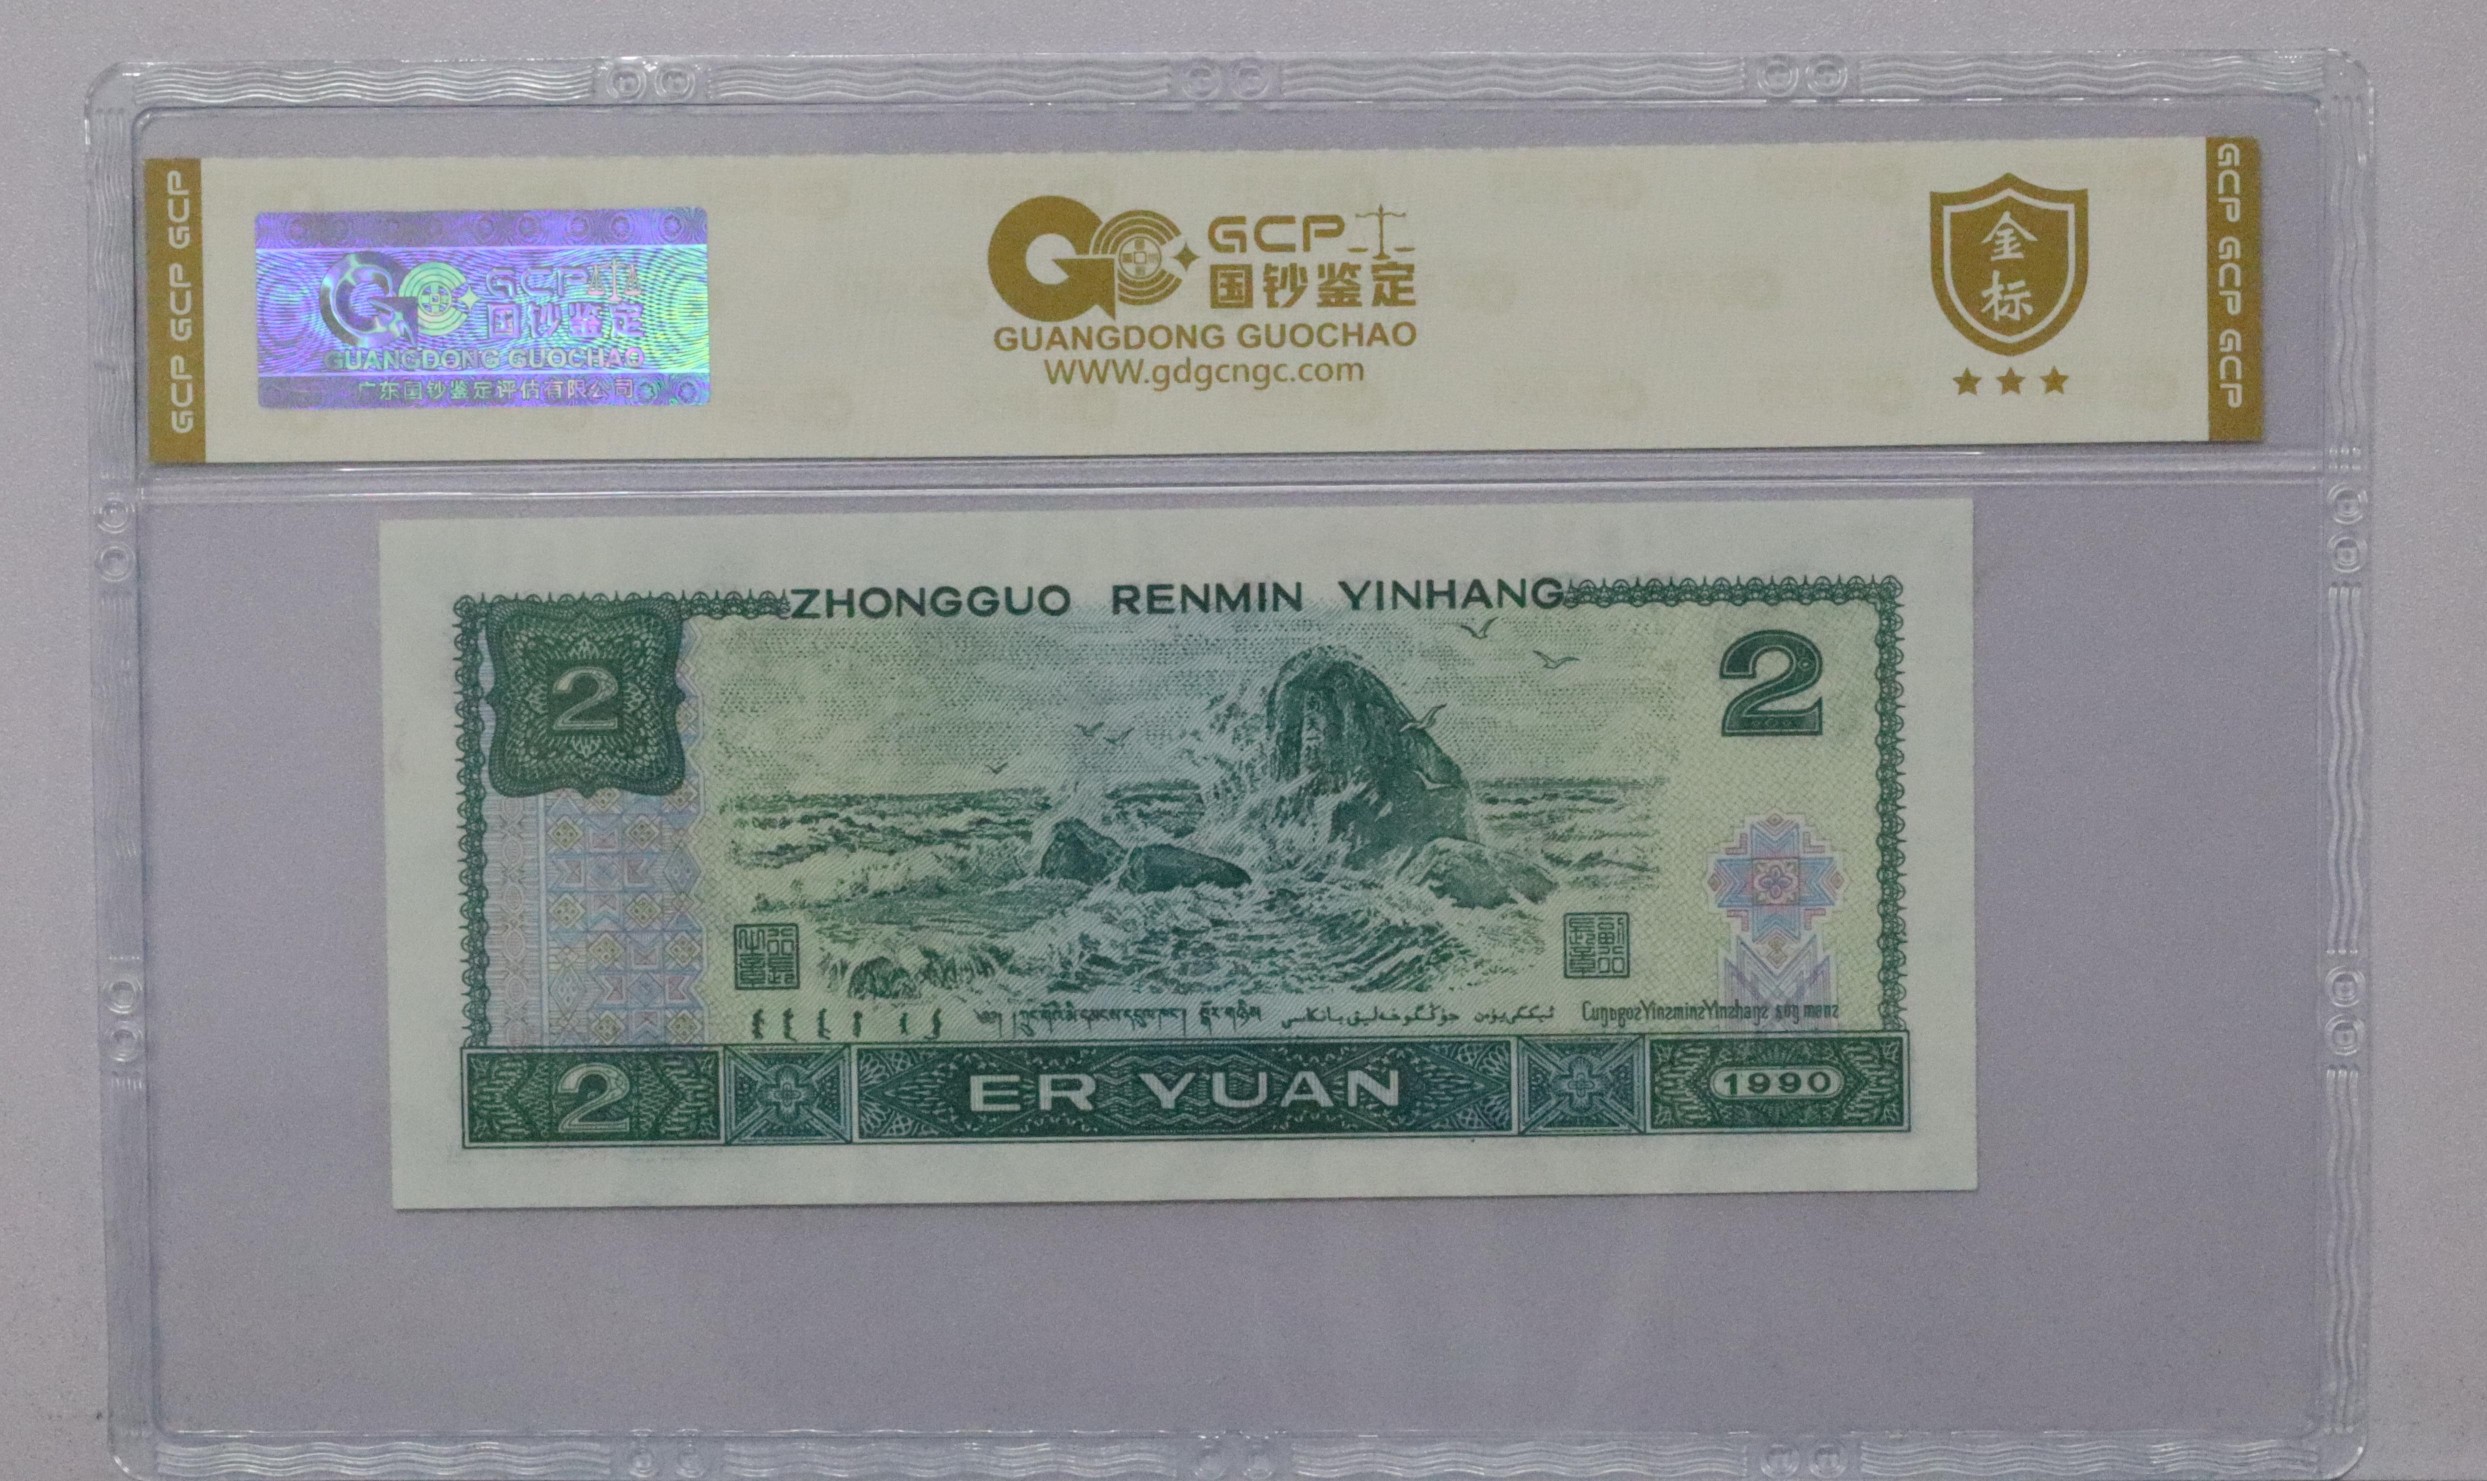 GCP GCP GCP
GCP
国钞鉴定
GUANGDONG GUOCHAO
广东国钞鉴定评估有限公司
GCP
国钞鉴定
GUANGDONG GUOCHAO
WWW.gdgcngc.com
金
标
GCP GCP GCP
ZHONGGUO RENMIN YINHANG
2
2
2 ER YUAN 1990